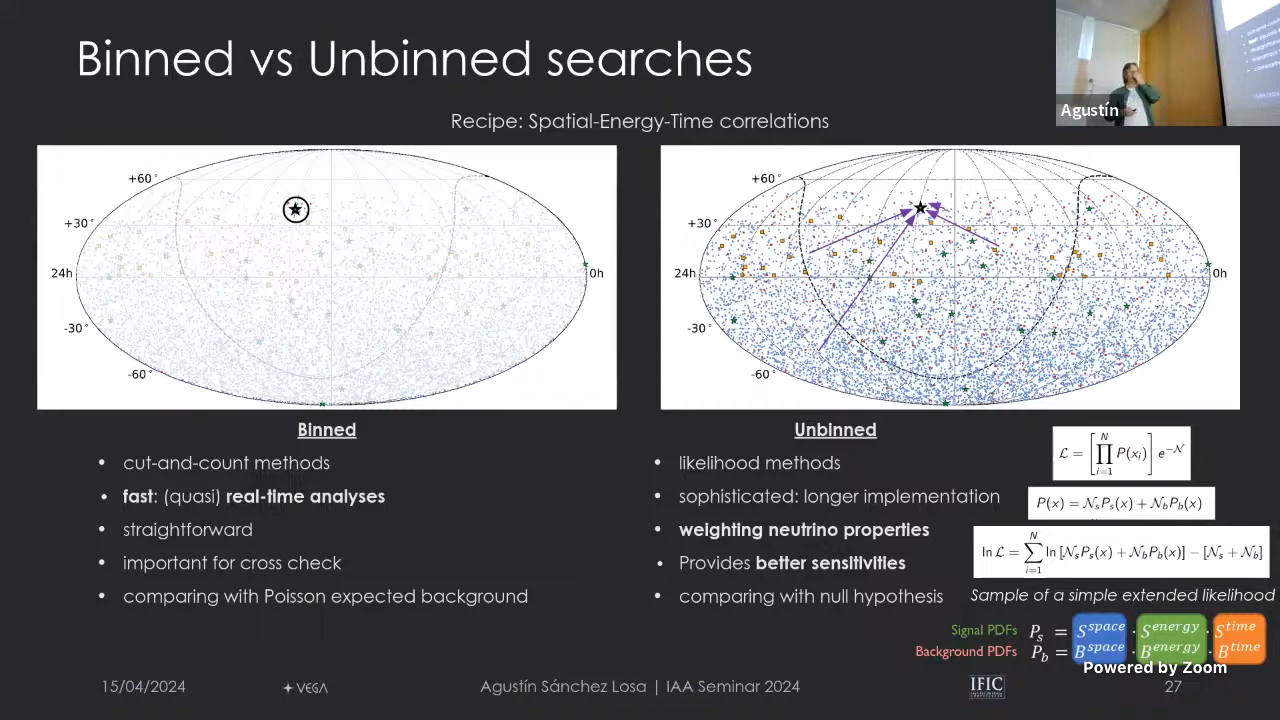 Binned vs Unbinned searches
Agustín
Recipe: Spatial-Energy-Time correlations
+60°
+30°
24h
0h
-30°
-60°
+60°
+30°
24h
0h
-30°
-60°
Binned
• cut-and-count methods
• fast: (quasi) real-time analyses
• straightforward
• important for cross check
• comparing with Poisson expected background
Unbinned
• likelihood methods
• sophisticated: longer implementation
• weighting neutrino properties
• Provides better sensitivities
• comparing with null hypothesis
ℒ = [∏_{i=1}^{N} P(x_i)] e^{-𝒩}
P(x) = 𝒩_s P_s(x) + 𝒩_b P_b(x)
ln ℒ = ∑_{i=1}^{N} ln [𝒩_s P_s(x) + 𝒩_b P_b(x)] − [𝒩_s + 𝒩_b]
Sample of a simple extended likelihood
Signal PDFs P_s = S^{space} · S^{energy} · S^{time}
Background PDFs P_b = B^{space} · B^{energy} · B^{time}
Powered by Zoom
15/04/2024
VEGA
Agustín Sánchez Losa | IAA Seminar 2024
IFIC
27